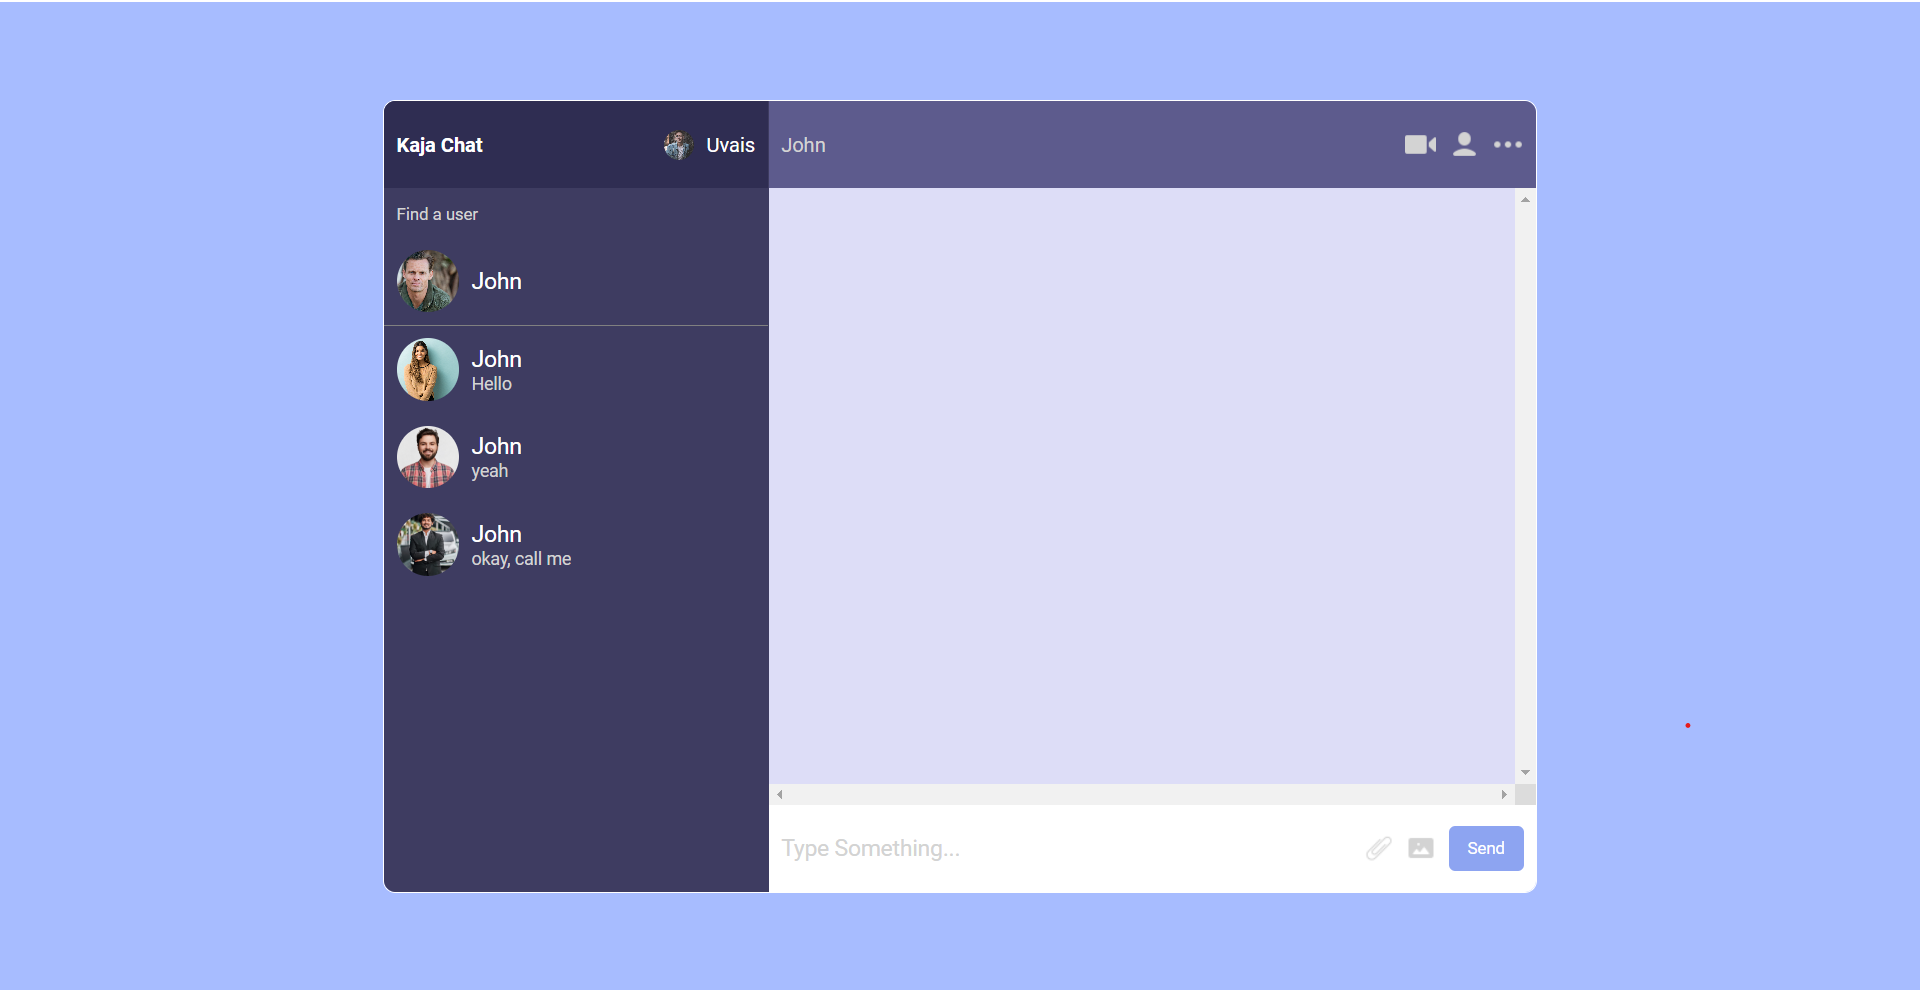 Kaja Chat
Uvais
John
Find a user
John
John
Hello
John
yeah
John
okay, call me
Type Something...
Send